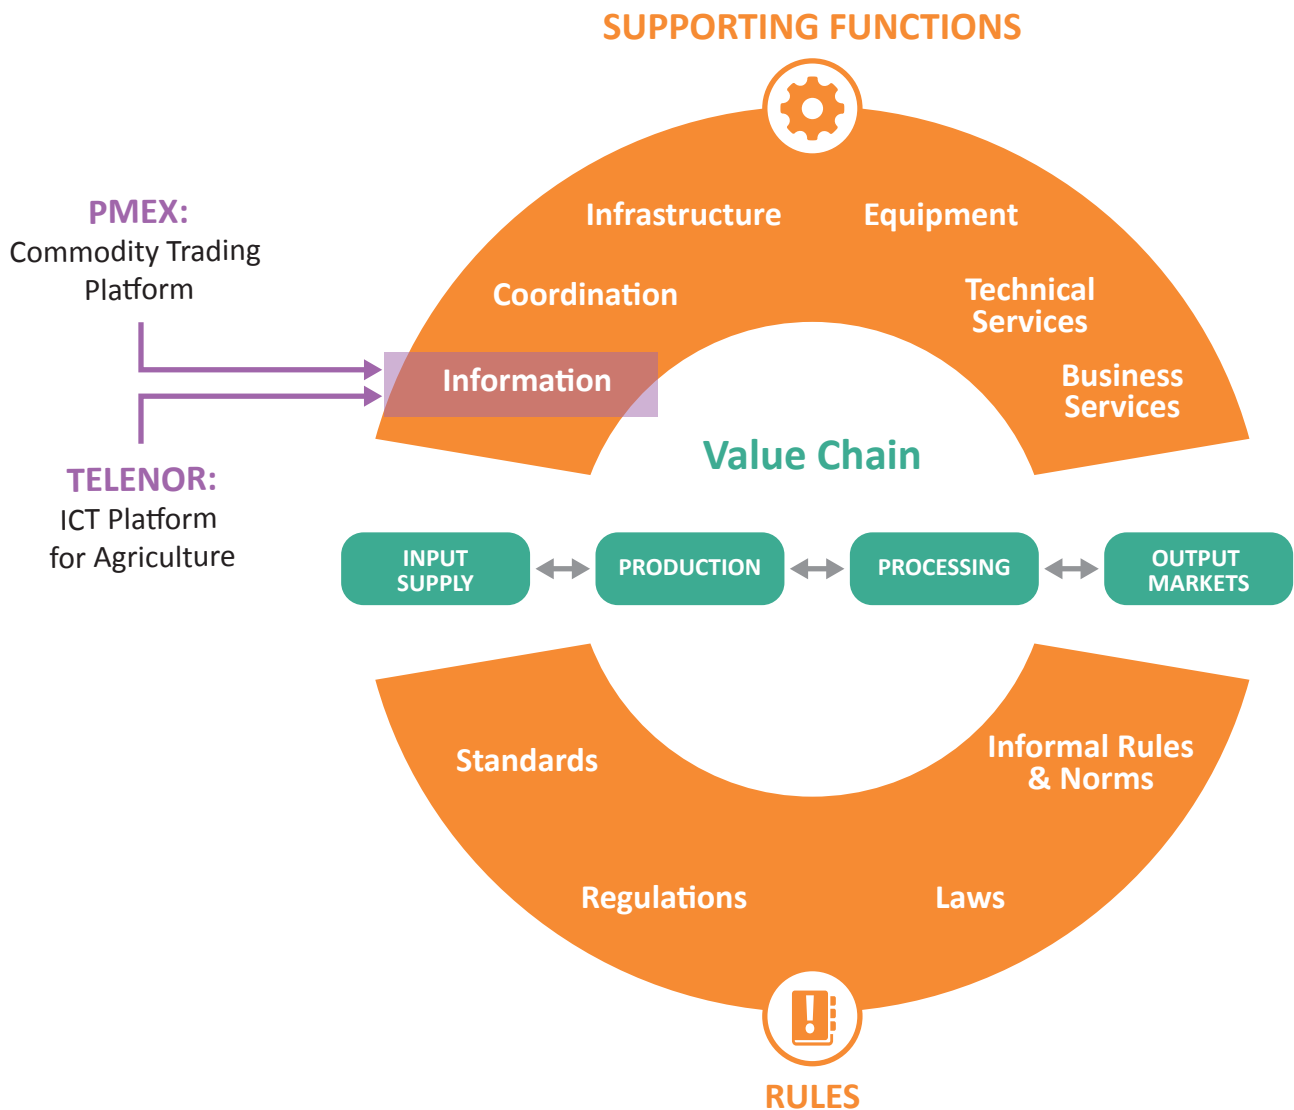 SUPPORTING FUNCTIONS
PMEX:
Commodity Trading
Platform
Infrastructure
Equipment
Coordination
Technical
Services
Information
Business
Services
TELENOR:
ICT Platform
for Agriculture
Value Chain
INPUT
SUPPLY
PRODUCTION
PROCESSING
OUTPUT
MARKETS
Standards
Informal Rules
& Norms
Regulations
Laws
RULES